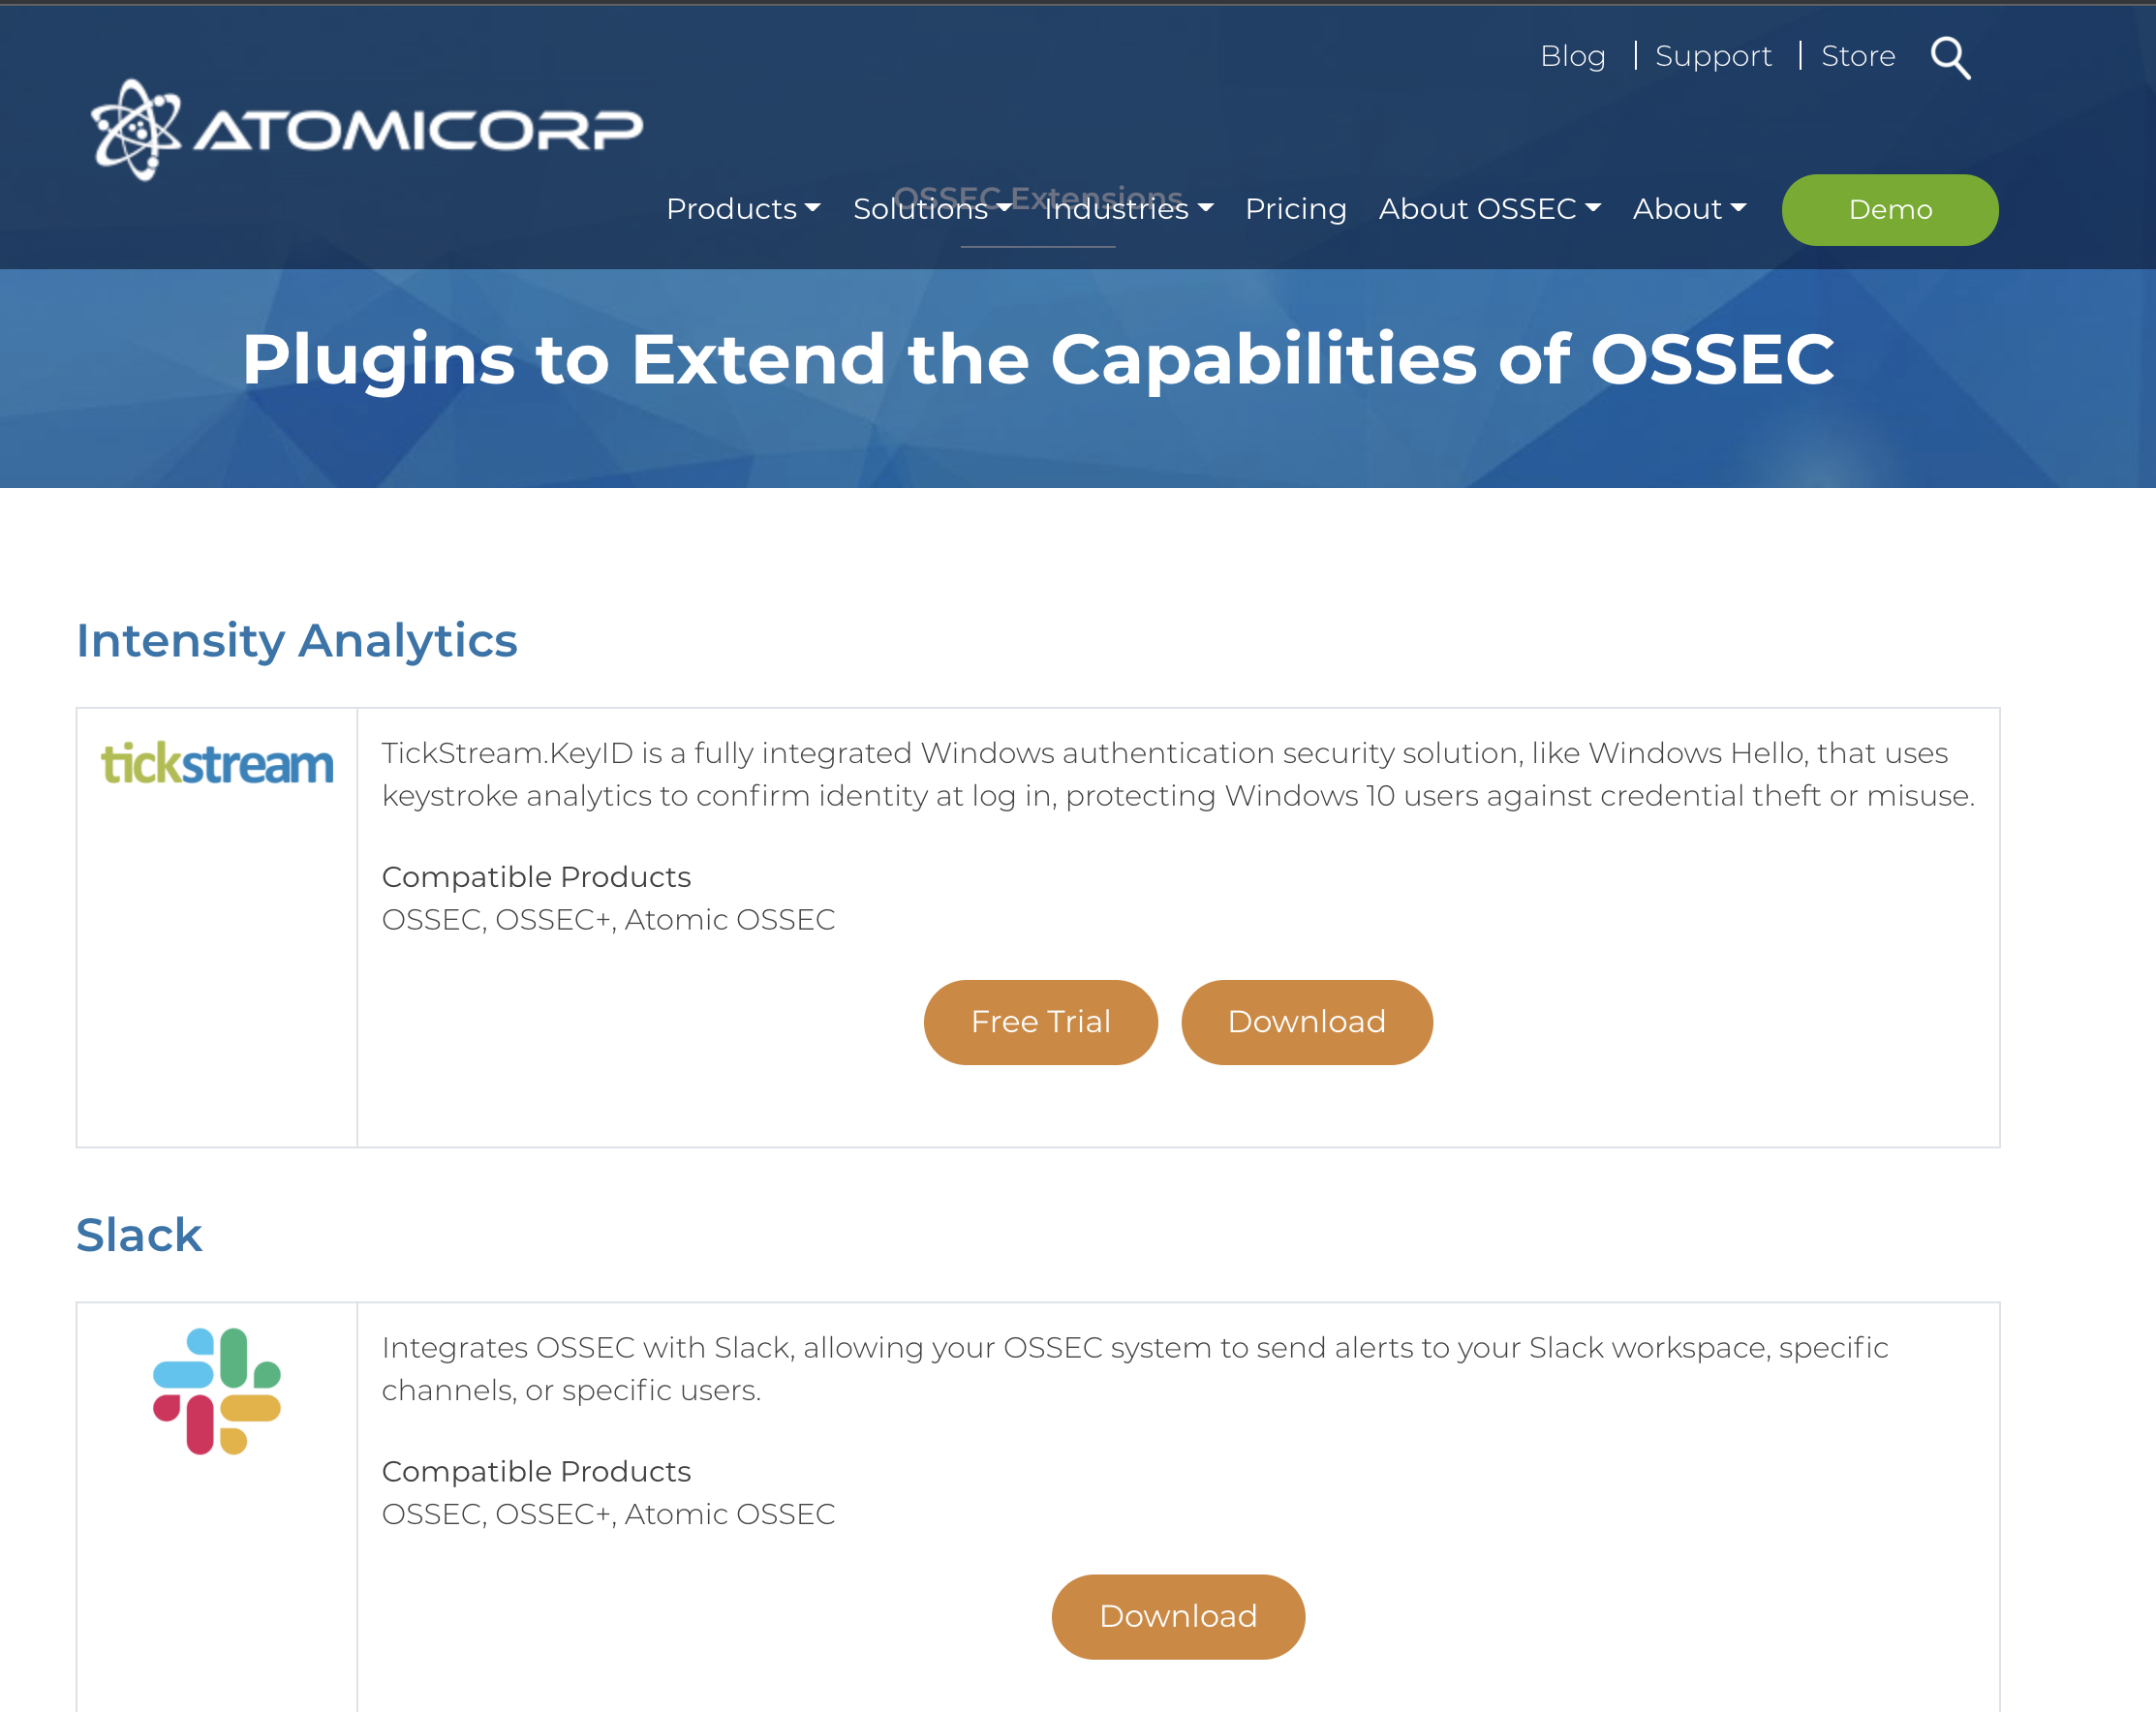 Blog | Support | Store
ATOMICORP
OSSEC Extensions
Products Solutions Industries Pricing About OSSEC About Demo
Plugins to Extend the Capabilities of OSSEC
Intensity Analytics
tickstream
TickStream.KeyID is a fully integrated Windows authentication security solution, like Windows Hello, that uses
keystroke analytics to confirm identity at log in, protecting Windows 10 users against credential theft or misuse.
Compatible Products
OSSEC, OSSEC+, Atomic OSSEC
Free Trial Download
Slack
Integrates OSSEC with Slack, allowing your OSSEC system to send alerts to your Slack workspace, specific
channels, or specific users.
Compatible Products
OSSEC, OSSEC+, Atomic OSSEC
Download